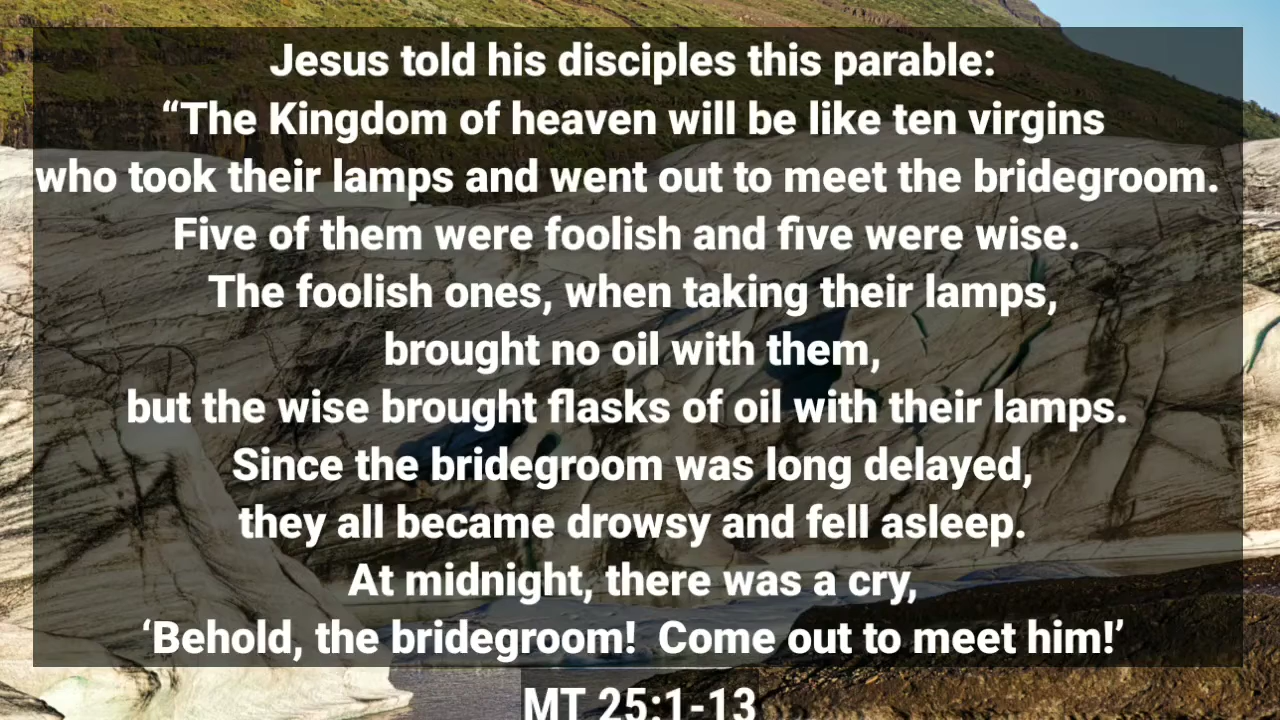 Jesus told his disciples this parable:
“The Kingdom of heaven will be like ten virgins
who took their lamps and went out to meet the bridegroom.
Five of them were foolish and five were wise.
The foolish ones, when taking their lamps,
brought no oil with them,
but the wise brought flasks of oil with their lamps.
Since the bridegroom was long delayed,
they all became drowsy and fell asleep.
At midnight, there was a cry,
‘Behold, the bridegroom!  Come out to meet him!’
MT 25:1-13